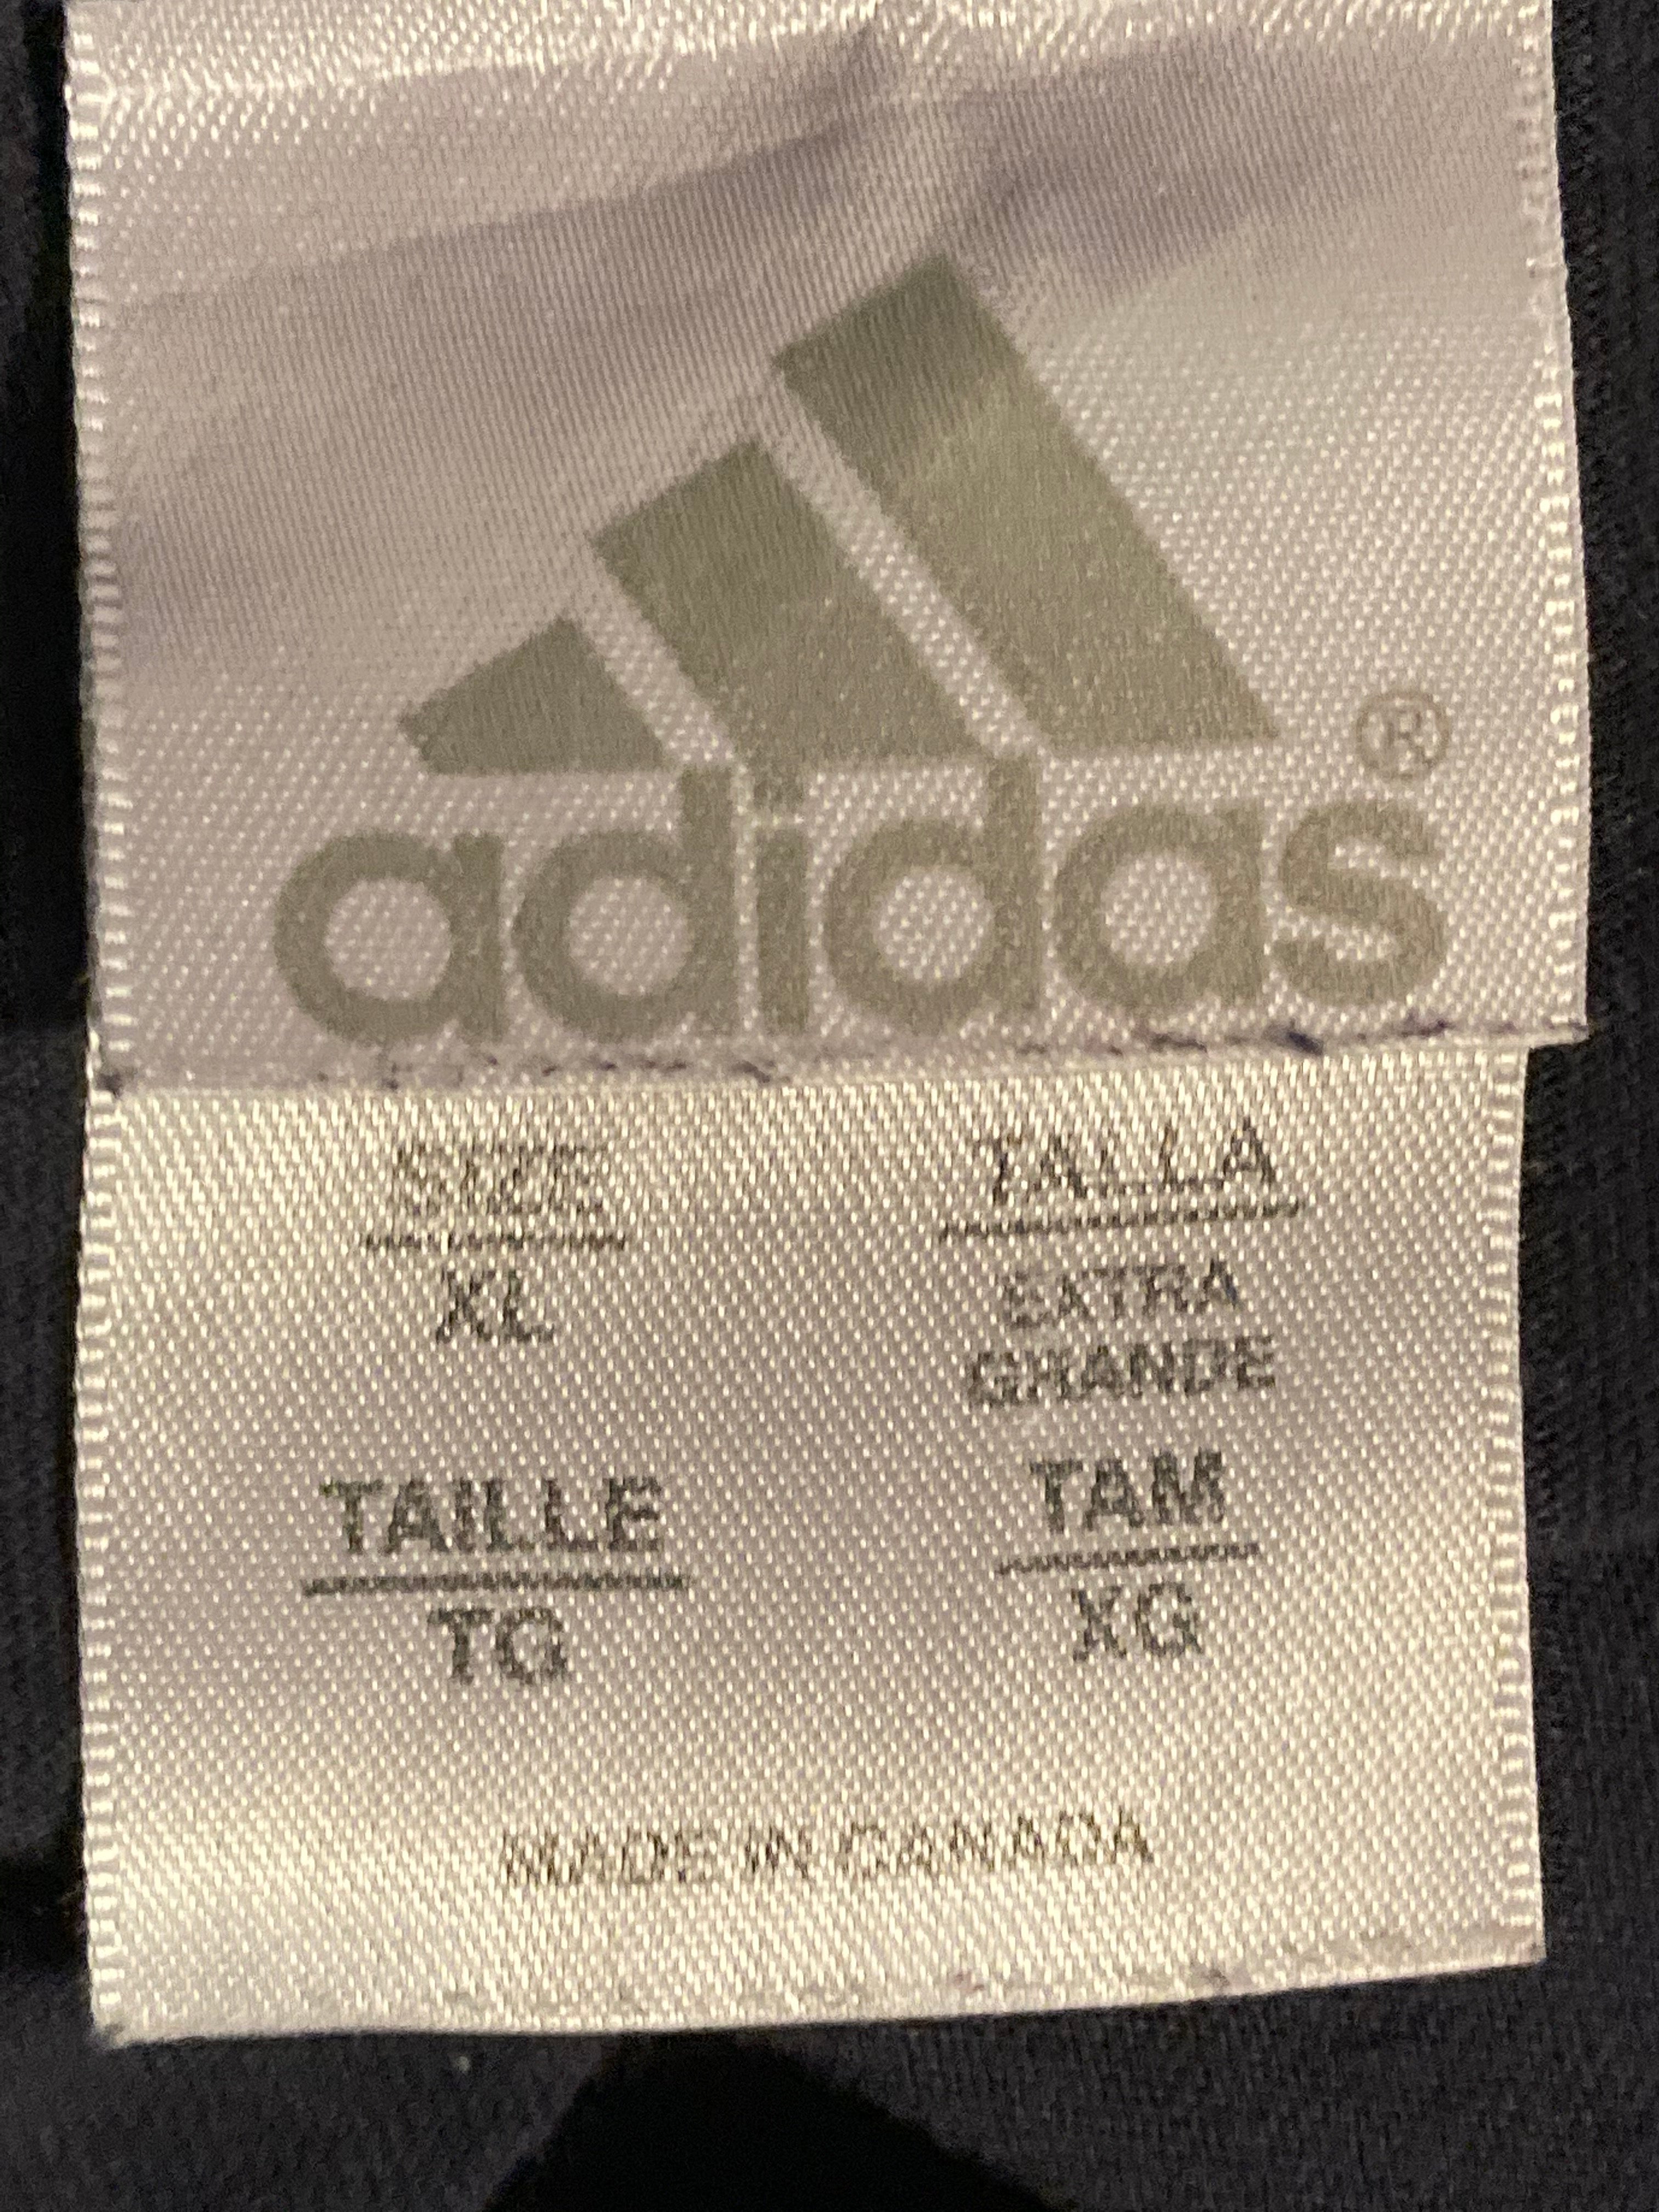 adidas®
SIZE
XL
TALLA
EXTRA
GRANDE
TAILLE
TG
TAM
XG
MADE IN CANADA